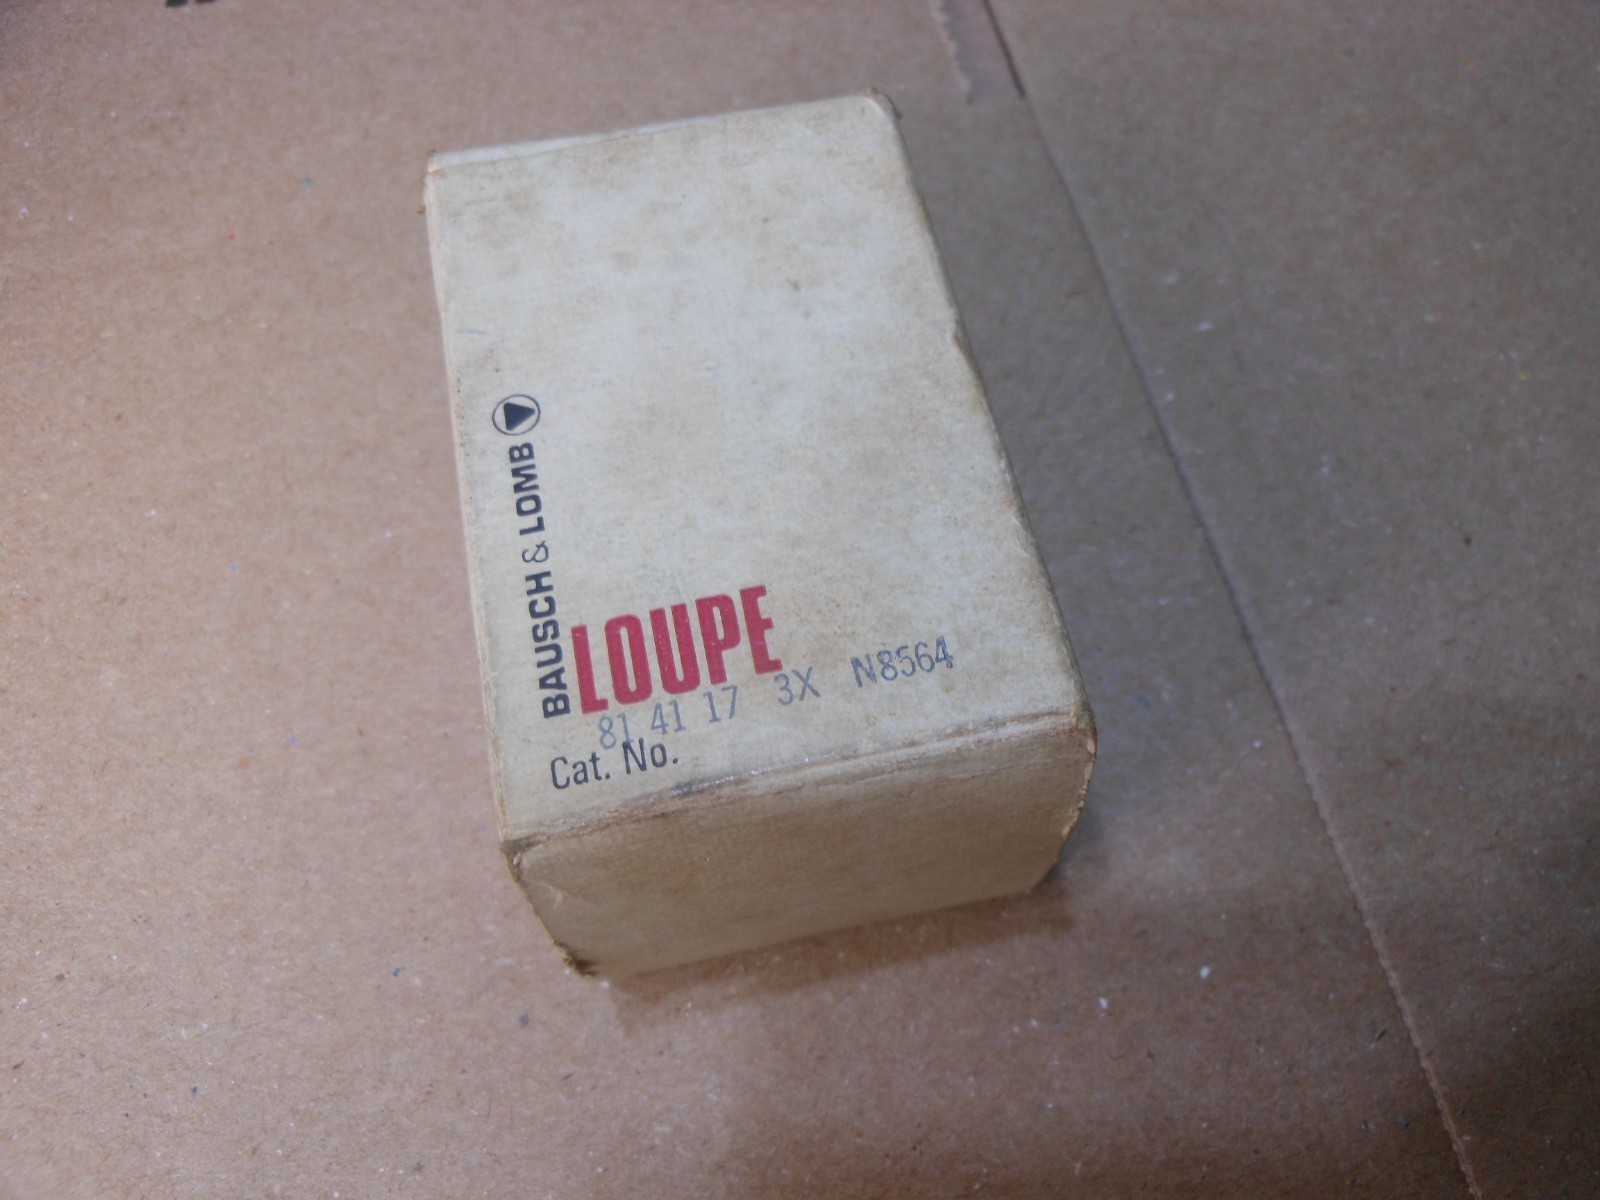 BAUSCH & LOMB
LOUPE
81 41 17 3X N8564
Cat. No.